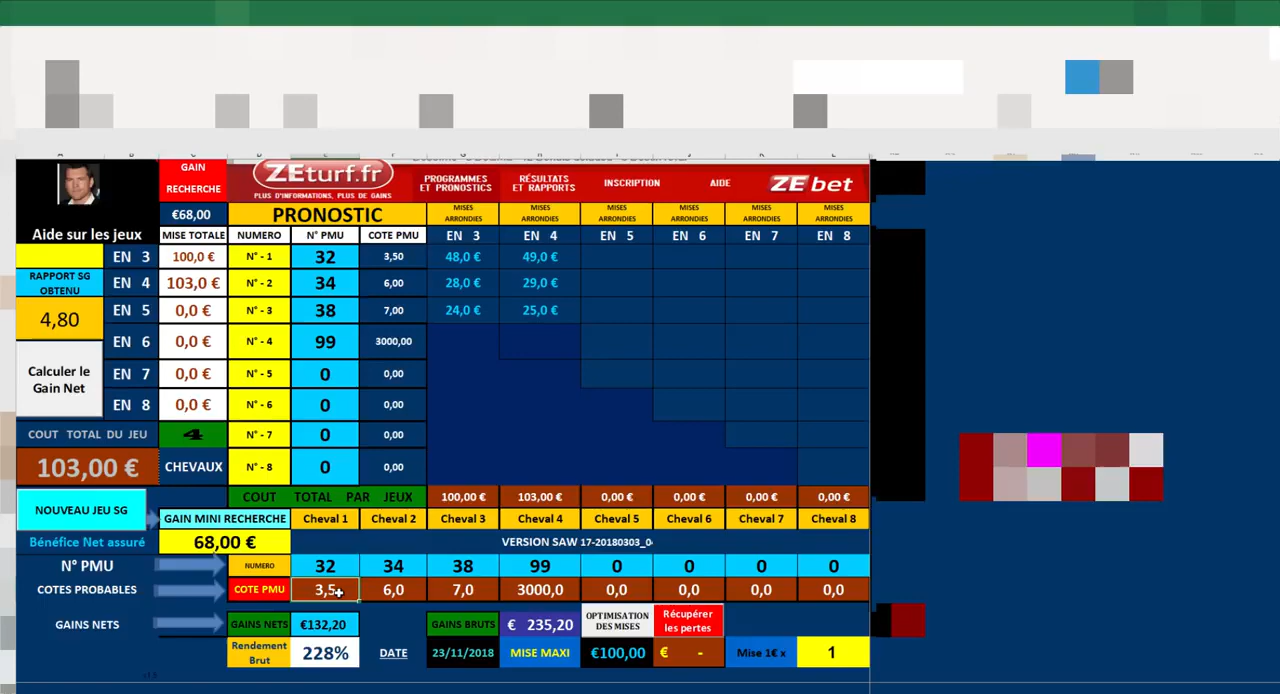 GAIN
RECHERCHE
ZEturf.fr
PLUS D'INFORMATIONS, PLUS DE GAINS
PROGRAMMES
ET PRONOSTICS
RÉSULTATS
ET RAPPORTS
INSCRIPTION
AIDE
ZEbet
€68,00
PRONOSTIC
MISES ARRONDIES
MISES ARRONDIES
MISES ARRONDIES
MISES ARRONDIES
MISES ARRONDIES
MISES ARRONDIES
Aide sur les jeux
MISE TOTALE
NUMERO
N° PMU
COTE PMU
EN 3
EN 4
EN 5
EN 6
EN 7
EN 8
EN 3
100,0 €
N° - 1
32
3,50
48,0 €
49,0 €
RAPPORT SG
OBTENU
EN 4
103,0 €
N° - 2
34
6,00
28,0 €
29,0 €
4,80
EN 5
0,0 €
N° - 3
38
7,00
24,0 €
25,0 €
EN 6
0,0 €
N° - 4
99
3000,00
Calculer le
Gain Net
EN 7
0,0 €
N° - 5
0
0,00
EN 8
0,0 €
N° - 6
0
0,00
COUT TOTAL DU JEU
4
N° - 7
0
0,00
103,00 €
CHEVAUX
N° - 8
0
0,00
COUT TOTAL PAR JEUX
100,00 €
103,00 €
0,00 €
0,00 €
0,00 €
0,00 €
NOUVEAU JEU SG
GAIN MINI RECHERCHE
Cheval 1
Cheval 2
Cheval 3
Cheval 4
Cheval 5
Cheval 6
Cheval 7
Cheval 8
Bénéfice Net assuré
68,00 €
VERSION SAW 17-20180303_04
N° PMU
NUMERO
32
34
38
99
0
0
0
0
COTES PROBABLES
COTE PMU
3,5
6,0
7,0
3000,0
0,0
0,0
0,0
0,0
GAINS NETS
GAINS NETS
€132,20
GAINS BRUTS
€ 235,20
OPTIMISATION
DES MISES
Récupérer
les pertes
Rendement
Brut
228%
DATE
23/11/2018
MISE MAXI
€100,00
€ -
Mise 1€ x
1